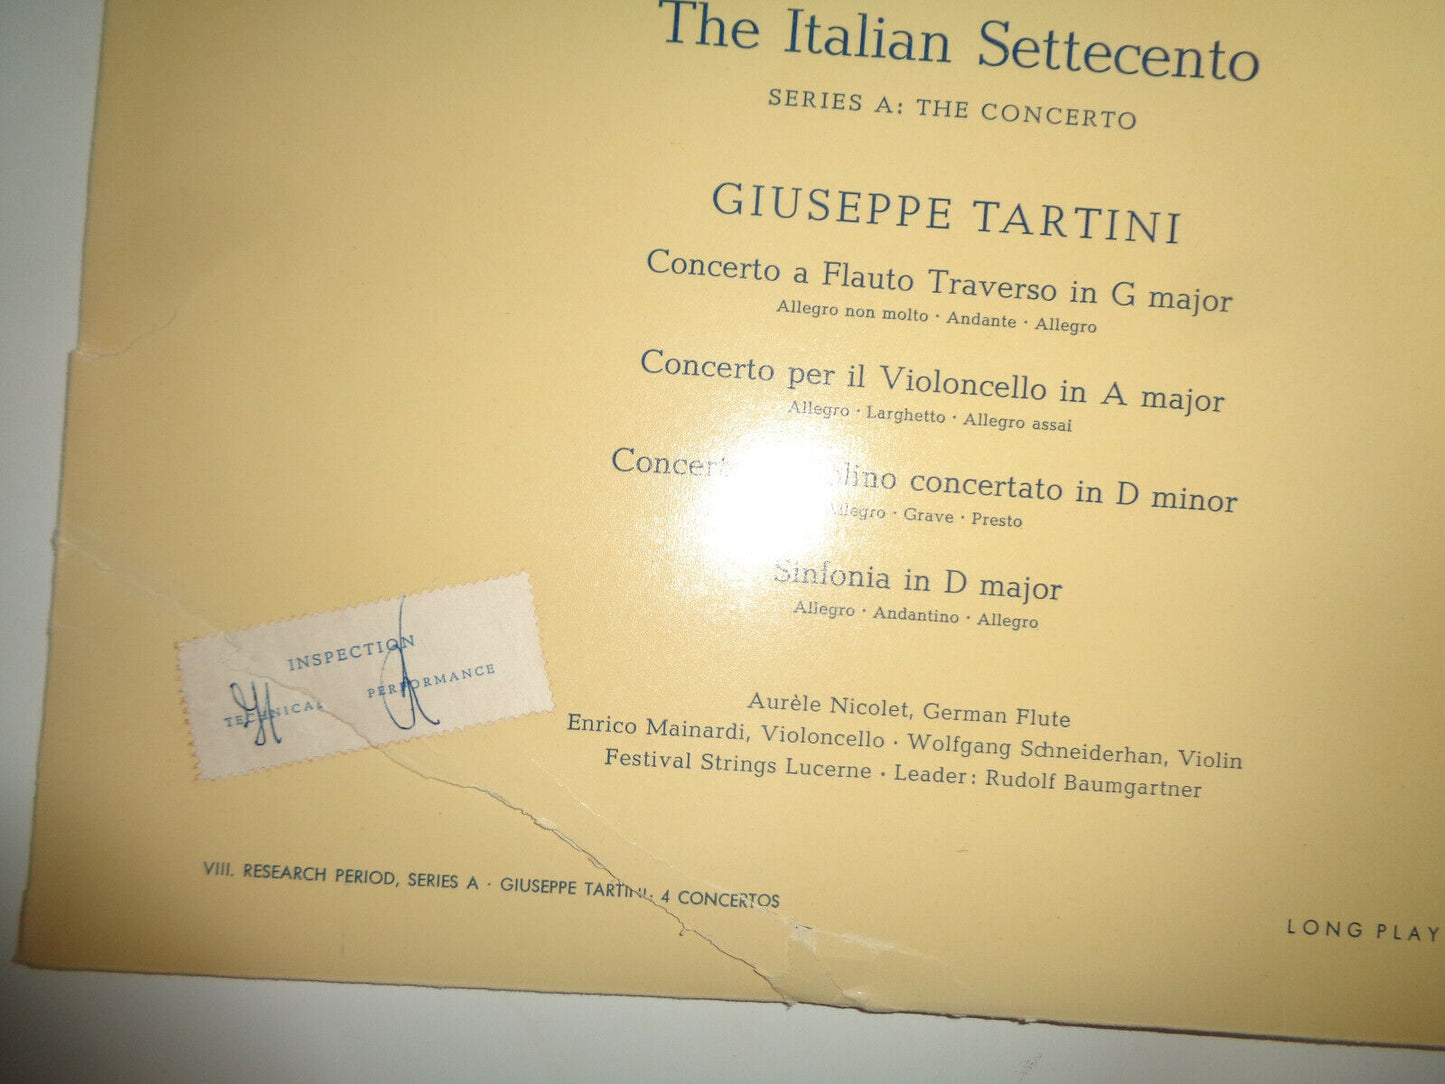 The Italian Settecento
SERIES A: THE CONCERTO
GIUSEPPE TARTINI
Concerto a Flauto Traverso in G major
Allegro non molto · Andante · Allegro
Concerto per il Violoncello in A major
Allegro · Larghetto · Allegro assai
concertato in D minor
Allegro · Grave · Presto
Sinfonia in D major
Allegro · Andantino · Allegro
INSPECTION
TECHNICAL PERFORMANCE
Aurèle Nicolet, German Flute
Enrico Mainardi, Violoncello · Wolfgang Schneiderhan, Violin
Festival Strings Lucerne · Leader: Rudolf Baumgartner
VIII. RESEARCH PERIOD, SERIES A · GIUSEPPE TARTINI: 4 CONCERTOS
LONG PLAY